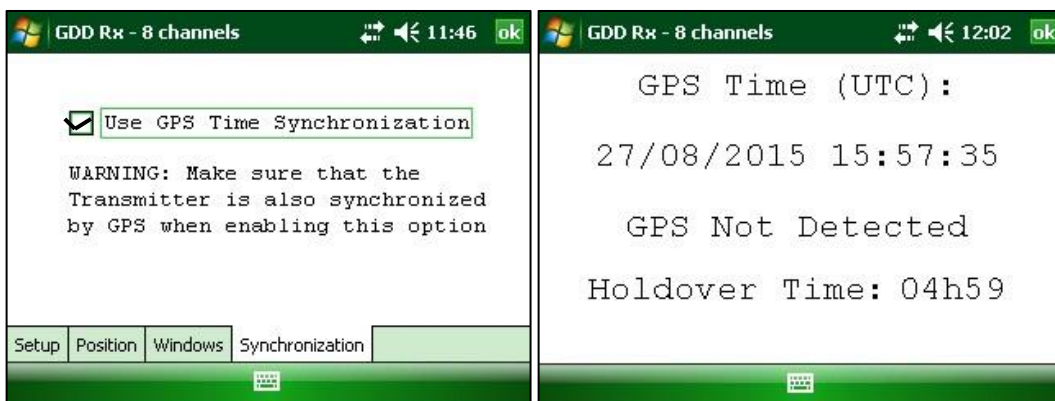 GDD Rx - 8 channels 11:46 ok
Use GPS Time Synchronization
WARNING: Make sure that the
Transmitter is also synchronized
by GPS when enabling this option
Setup Position Windows Synchronization
GDD Rx - 8 channels 12:02 ok
GPS Time (UTC):
27/08/2015 15:57:35
GPS Not Detected
Holdover Time: 04h59